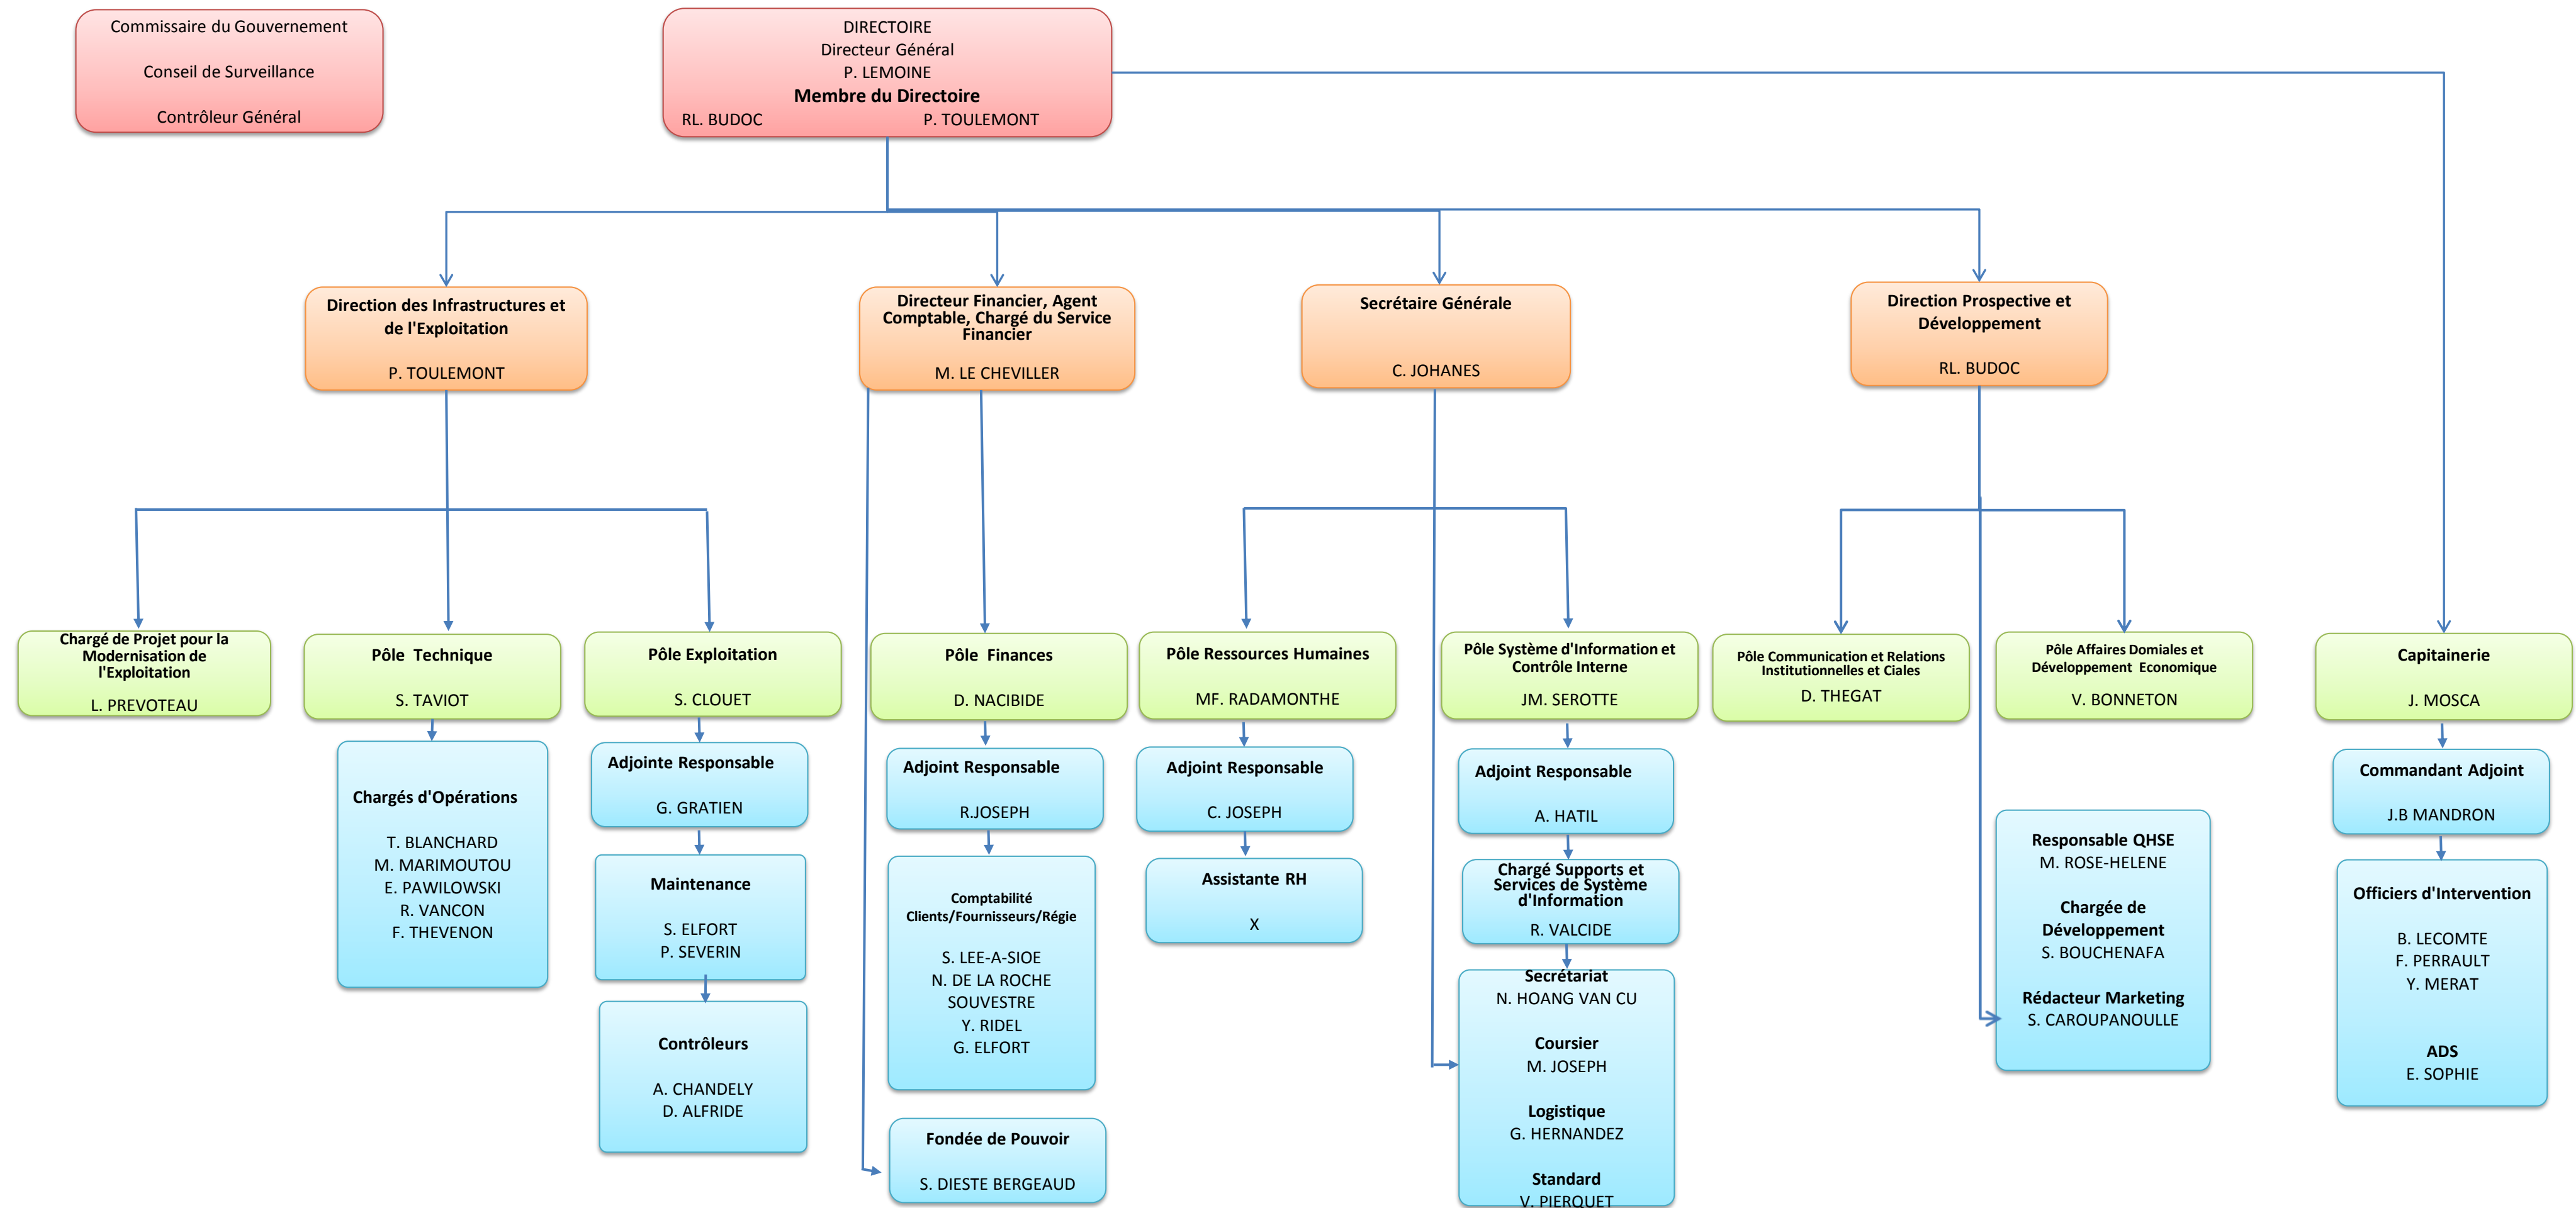 Commissaire du Gouvernement
Conseil de Surveillance
Contrôleur Général
DIRECTOIRE
Directeur Général
P. LEMOINE
Membre du Directoire
RL. BUDOC P. TOULEMONT
Direction des Infrastructures et
de l'Exploitation
P. TOULEMONT
Directeur Financier, Agent
Comptable, Chargé du Service
Financier
M. LE CHEVILLER
Secrétaire Générale
C. JOHANES
Direction Prospective et
Développement
RL. BUDOC
Chargé de Projet pour la
Modernisation de
l'Exploitation
L. PREVOTEAU
Pôle Technique
S. TAVIOT
Pôle Exploitation
S. CLOUET
Pôle Finances
D. NACIBIDE
Pôle Ressources Humaines
MF. RADAMONTHE
Pôle Système d'Information et
Contrôle Interne
JM. SEROTTE
Pôle Communication et Relations
Institutionnelles et Ciales
D. THEGAT
Pôle Affaires Domiales et
Développement Economique
V. BONNETON
Capitainerie
J. MOSCA
Chargés d'Opérations
T. BLANCHARD
M. MARIMOUTOU
E. PAWILOWSKI
R. VANCON
F. THEVENON
Adjointe Responsable
G. GRATIEN
Maintenance
S. ELFORT
P. SEVERIN
Contrôleurs
A. CHANDELY
D. ALFRIDE
Adjoint Responsable
R.JOSEPH
Comptabilité
Clients/Fournisseurs/Régie
S. LEE-A-SIOE
N. DE LA ROCHE
SOUVESTRE
Y. RIDEL
G. ELFORT
Fondée de Pouvoir
S. DIESTE BERGEAUD
Adjoint Responsable
C. JOSEPH
Assistante RH
X
Adjoint Responsable
A. HATIL
Chargé Supports et
Services de Système
d'Information
R. VALCIDE
Secrétariat
N. HOANG VAN CU
Coursier
M. JOSEPH
Logistique
G. HERNANDEZ
Standard
V. PIERQUET
Responsable QHSE
M. ROSE-HELENE
Chargée de
Développement
S. BOUCHENAFA
Rédacteur Marketing
S. CAROUPANOULLE
Commandant Adjoint
J.B MANDRON
Officiers d'Intervention
B. LECOMTE
F. PERRAULT
Y. MERAT
ADS
E. SOPHIE